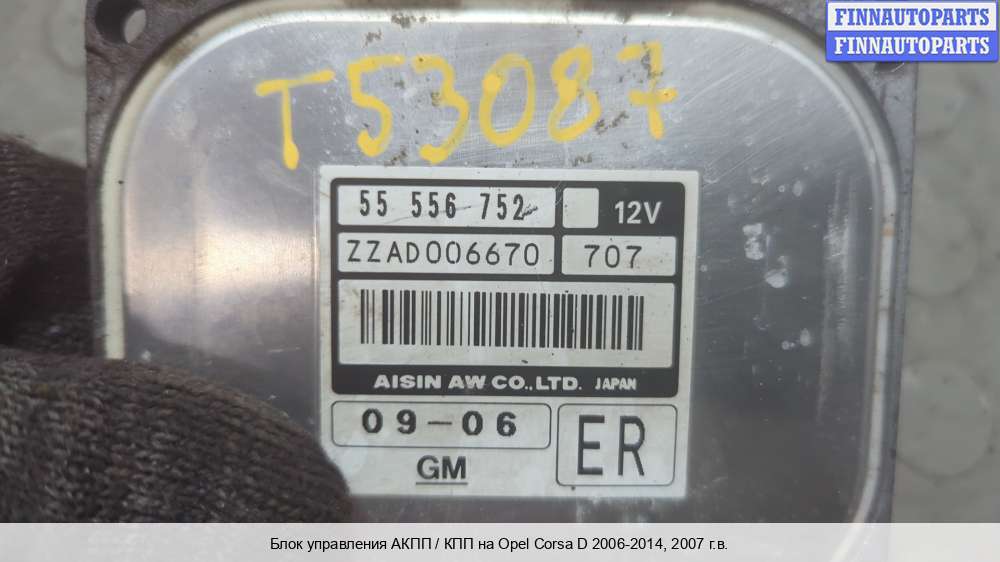 FINNAUTOPARTS
FINNAUTOPARTS
T53087
55 556 752 12V
ZZAD006670 707
AISIN AW CO., LTD. JAPAN
09-06
GM
ER
Блок управления АКПП / КПП на Opel Corsa D 2006-2014, 2007 г.в.